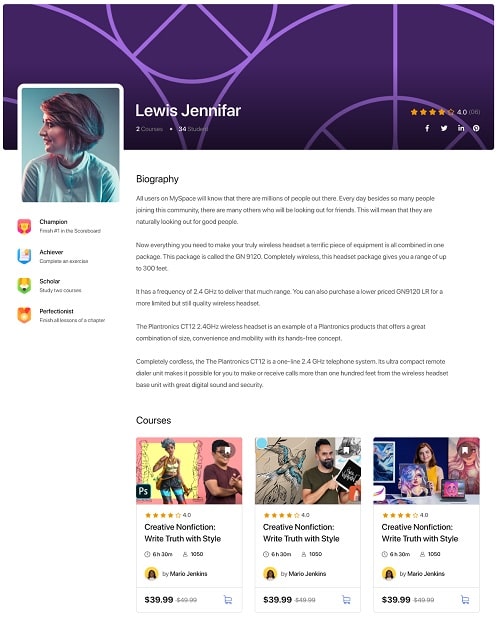 Lewis Jennifar
2 Courses • 34 Student
4.0 (06)
Champion
Finish #1 in the Scoreboard
Achiever
Complete an exercise
Scholar
Study two courses
Perfectionist
Finish all lessons of a chapter
Biography
All users on MySpace will know that there are millions of people out there. Every day besides so many people
joining this community, there are many others who will be looking out for friends. This will mean that they are
naturally looking out for good people.
Now everything you need to make your truly wireless headset a terrific piece of equipment is all combined in one
package. This package is called the GN 9120. Completely wireless, this headset package gives you a range of up
to 300 feet.
It has a frequency of 2.4 GHz to deliver that much range. You can also purchase a lower priced GN9120 LR for a
more limited but still quality wireless headset.
The Plantronics CT12 2.4GHz wireless headset is an example of a Plantronics products that offers a great
combination of size, convenience and mobility with its hands-free concept.
Completely cordless, the The Plantronics CT12 is a one-line 2.4 GHz telephone system. Its ultra compact remote
dialer unit makes it possible for you to make or receive calls more than one hundred feet from the wireless headset
base unit with great digital sound and security.
Courses
Ps
4.0
Creative Nonfiction:
Write Truth with Style
6 h 30m 1050
by Mario Jenkins
$39.99 $49.99
4.0
Creative Nonfiction:
Write Truth with Style
6 h 30m 1050
by Mario Jenkins
$39.99 $49.99
4.0
Creative Nonfiction:
Write Truth with Style
6 h 30m 1050
by Mario Jenkins
$39.99 $49.99